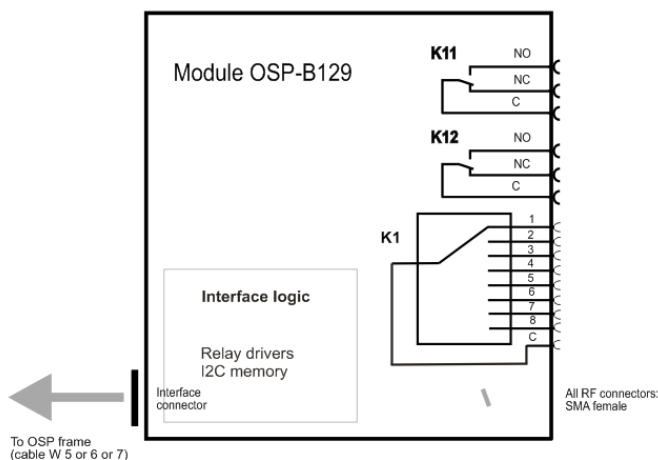 Module OSP-B129
K11
NO
NC
C
K12
NO
NC
C
K1
1
2
3
4
5
6
7
8
C
Interface logic
Relay drivers
I2C memory
Interface
connector
All RF connectors:
SMA female
To OSP frame
(cable W 5 or 6 or 7)